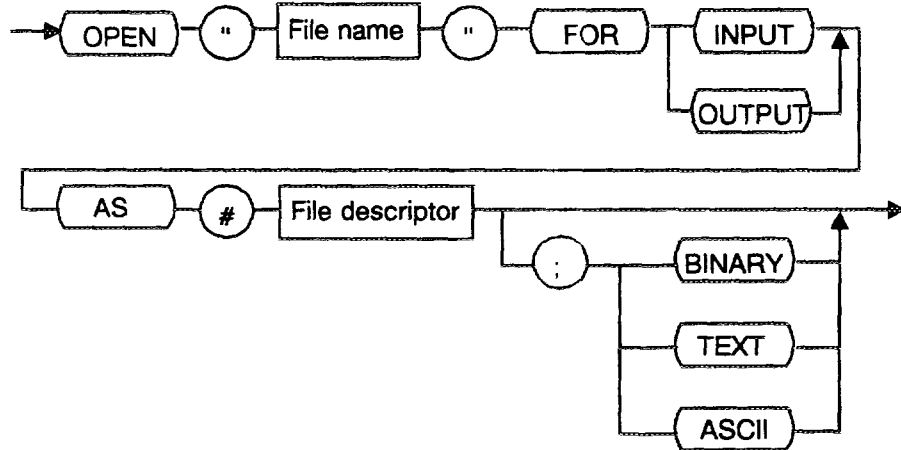 OPEN " File name " FOR INPUT
OUTPUT
AS # File descriptor
; BINARY
TEXT
ASCII